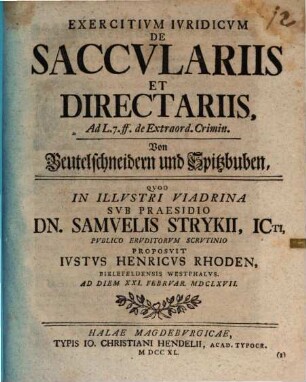 EXERCITIVM IVRIDICVM
DE
SACCVLARIIS
ET
DIRECTARIIS,
Ad L. 7. ff. de Extraord. Crimin.
Von
Beutelschneidern und Spitzbuben,
QVOD
IN ILLVSTRI VIADRINA
SVB PRAESIDIO
DN. SAMVELIS STRYKII, ICTI,
PVBLICO ERVDITORVM SCRVTINIO
PROPOSVIT
IVSTVS HENRICVS RHODEN,
BIELEFELDENSIS WESTPHALVS.
AD DIEM XXI. FEBRVAR. MDCLXVII.
HALAE MAGDEBVRGICAE,
TYPIS IO. CHRISTIANI HENDELII, ACAD. TYPOGR.
M DCC XL.